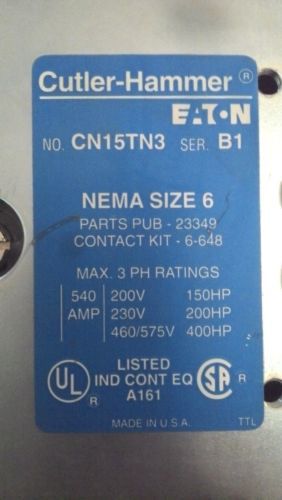 Cutler-Hammer ®
EATON
NO. CN15TN3 SER. B1
NEMA SIZE 6
PARTS PUB - 23349
CONTACT KIT - 6-648
MAX. 3 PH RATINGS
540 200V 150HP
AMP 230V 200HP
460/575V 400HP
UL ® LISTED SA ®
IND CONT EQ
A161
MADE IN U.S.A. TTL